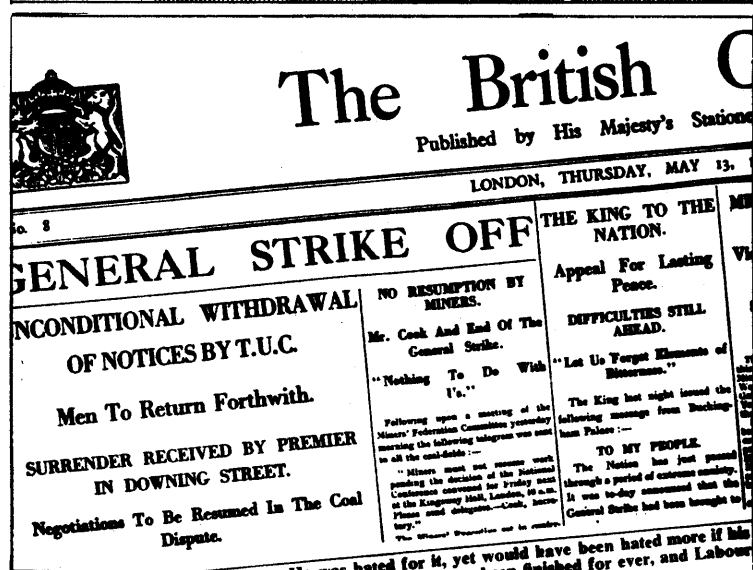 The British
Published by His Majesty's
LONDON, THURSDAY, MAY 13,
No. 8
GENERAL STRIKE OFF
NCONDITIONAL WITHDRAWAL
OF NOTICES BY T.U.C.
Men To Return Forthwith.
SURRENDER RECEIVED BY PREMIER
IN DOWNING STREET.
Negotiations To Be Resumed In The Coal
Dispute.
NO RESUMPTION BY
MINERS.
Mr. Cook And End Of The
General Strike.
"Nothing To Do With
Us."
Following upon a meeting of the
Miners' Federation Committee yesterday
morning the following telegram was sent
to all the coal-fields :—
"Miners must not resume work
pending the decision of the National
Conference convened for Friday next
at the Kingsway Hall, London, 10 a.m.
Please send delegates.—Cook, Secre-
tary."
The Miners' Executive
THE KING TO THE
NATION.
Appeal For Lasting
Peace.
DIFFICULTIES STILL
AHEAD.
"Let Us Forget Elements of
Bitterness."
The King last night issued the
following message from Bucking-
ham Palace :—
TO MY PEOPLE.
The Nation has just passed
through a period of extreme anxiety.
It was to-day announced that the
General Strike had been brought to
was hated for it, yet would have been hated more if his
finished for ever, and Labour